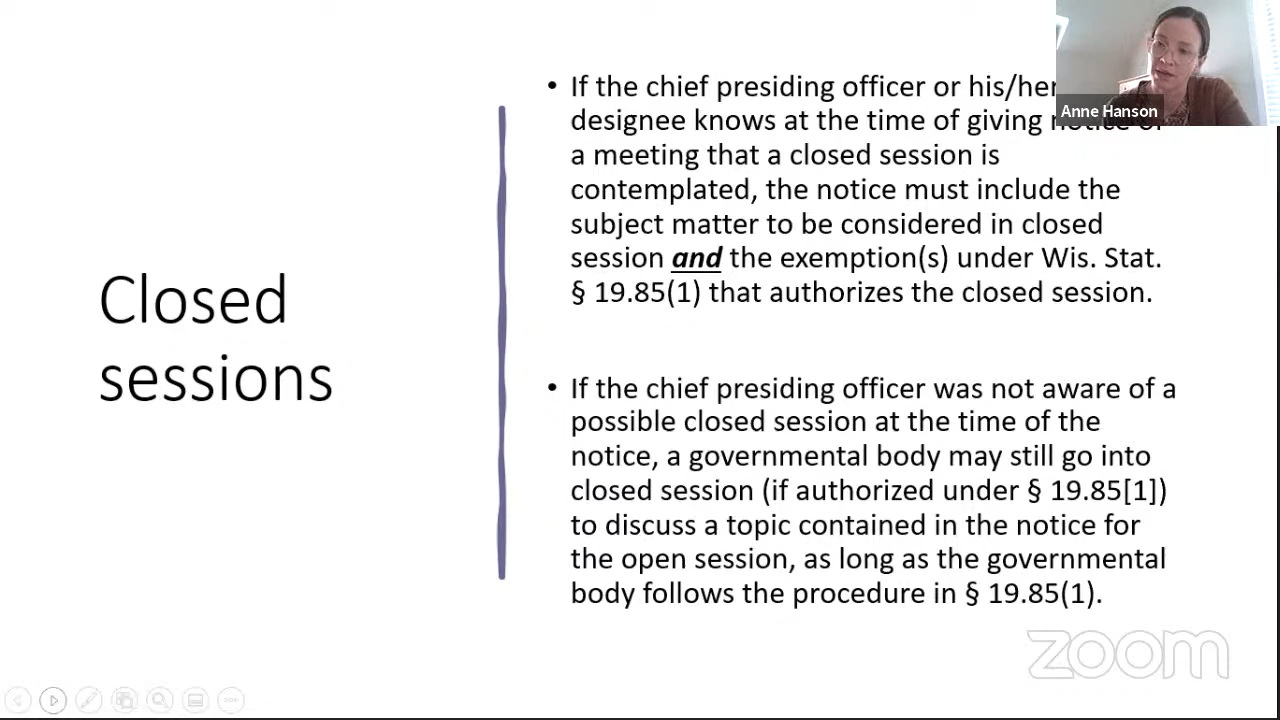 Closed
sessions
• If the chief presiding officer or his/her
designee knows at the time of giving notice of
a meeting that a closed session is
contemplated, the notice must include the
subject matter to be considered in closed
session and the exemption(s) under Wis. Stat.
§ 19.85(1) that authorizes the closed session.
• If the chief presiding officer was not aware of a
possible closed session at the time of the
notice, a governmental body may still go into
closed session (if authorized under § 19.85[1])
to discuss a topic contained in the notice for
the open session, as long as the governmental
body follows the procedure in § 19.85(1).
Anne Hanson
zoom